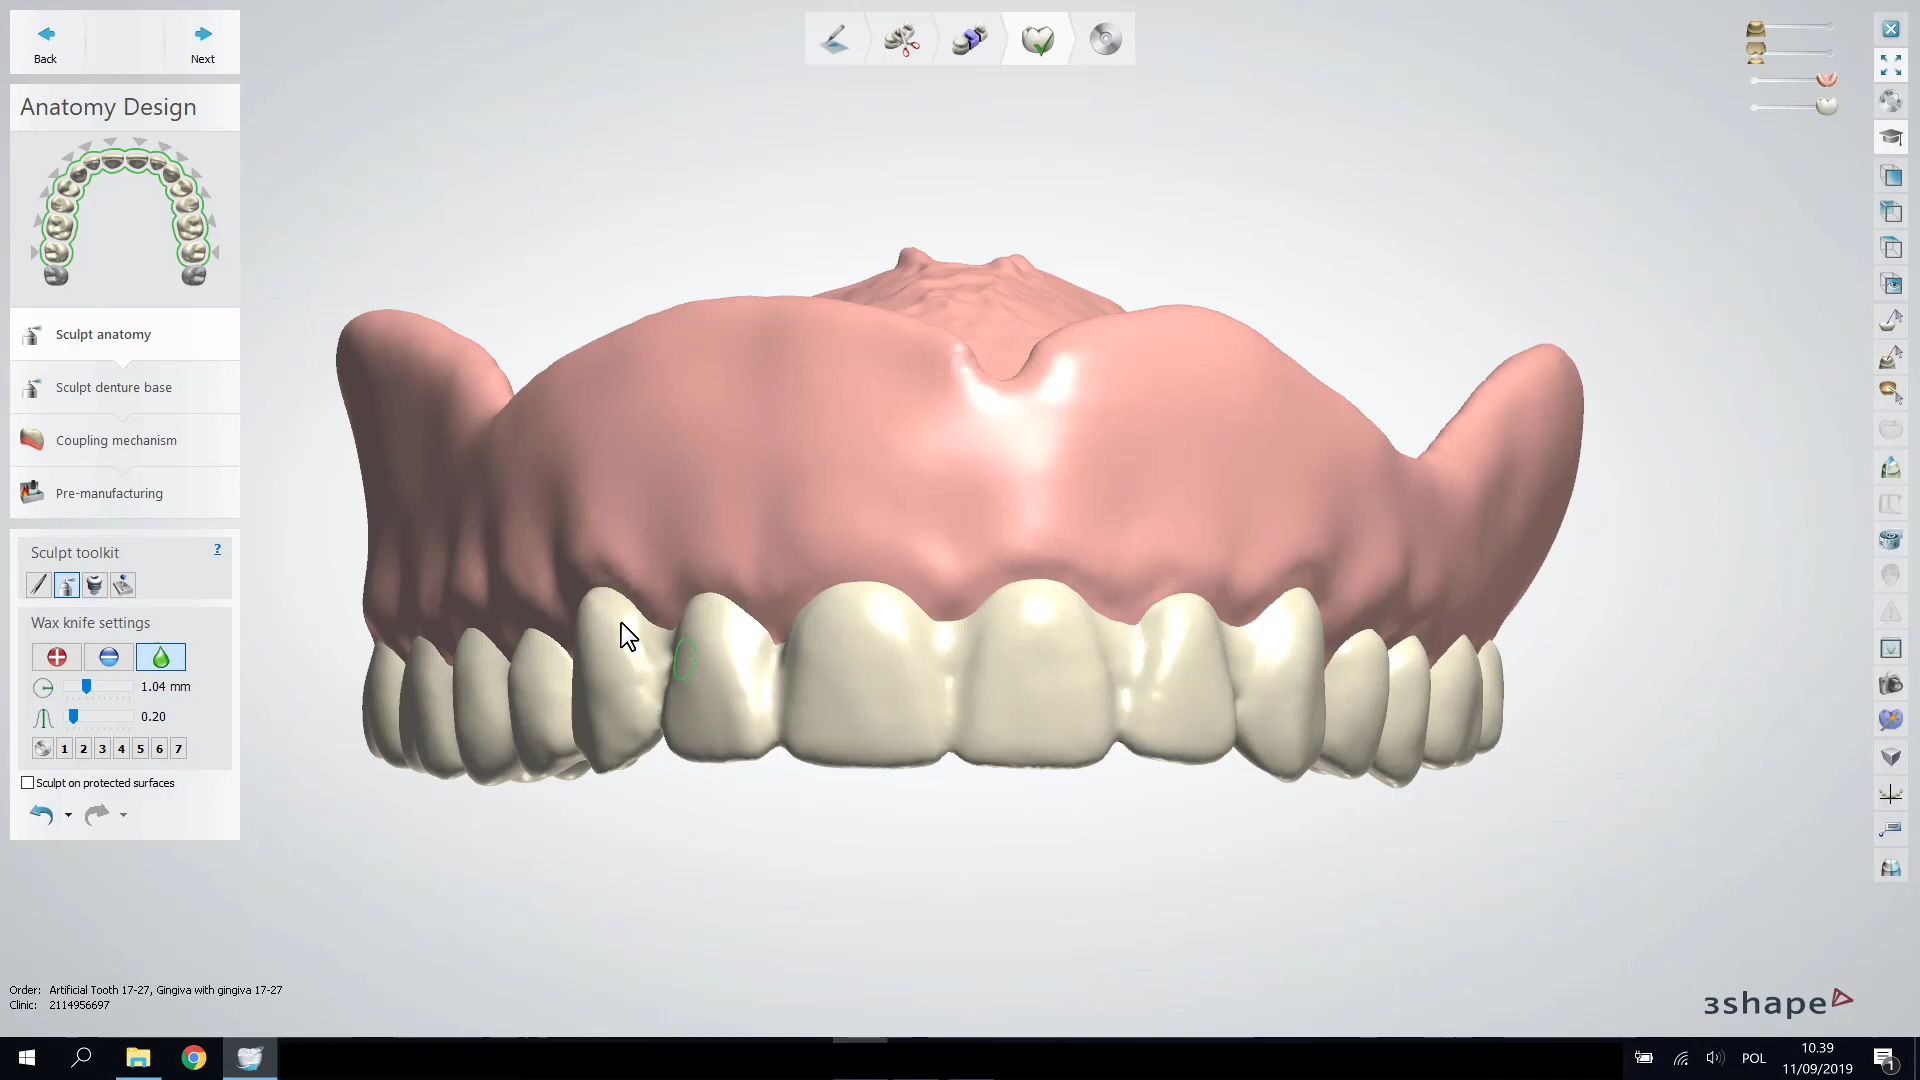 Back
Next
Anatomy Design
Sculpt anatomy
Sculpt denture base
Coupling mechanism
Pre-manufacturing
Sculpt toolkit
?
Wax knife settings
1.04 mm
0.20
1 2 3 4 5 6 7
Sculpt on protected surfaces
Order: Artificial Tooth 17-27, Gingiva with gingiva 17-27
Clinic: 2114956697
3shape
POL
10.39
11/09/2019
1